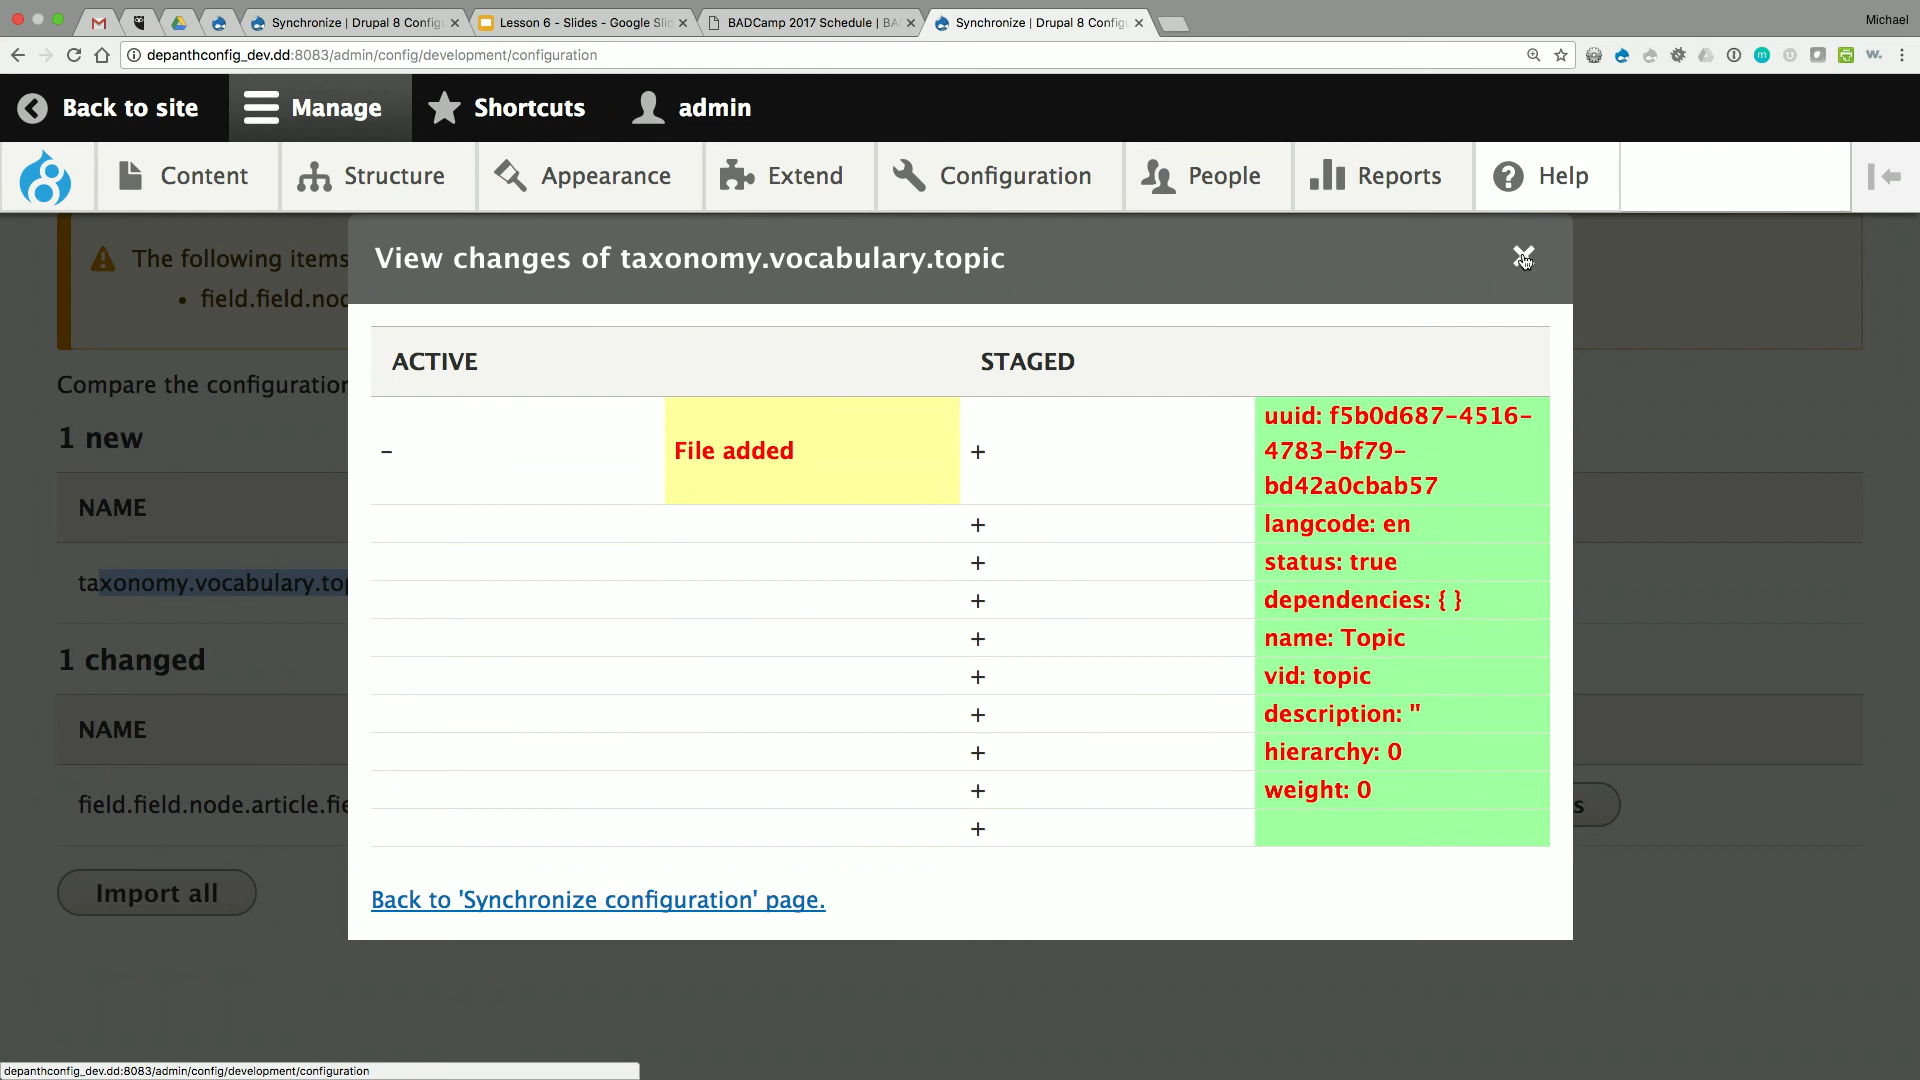 Synchronize | Drupal 8 Config
Lesson 6 - Slides - Google Slid
BADCamp 2017 Schedule | BA
Synchronize | Drupal 8 Config
Michael
depanthconfig_dev.dd:8083/admin/config/development/configuration
Back to site
Manage
Shortcuts
admin
Content
Structure
Appearance
Extend
Configuration
People
Reports
Help
The following items
• field.field.nod
View changes of taxonomy.vocabulary.topic
Compare the configuration
1 new
NAME
taxonomy.vocabulary.top
1 changed
NAME
field.field.node.article.fie
s
Import all
ACTIVE
STAGED
-
File added
+
uuid: f5b0d687-4516-
4783-bf79-
bd42a0cbab57
+ langcode: en
+ status: true
+ dependencies: { }
+ name: Topic
+ vid: topic
+ description: ''
+ hierarchy: 0
+ weight: 0
+
Back to 'Synchronize configuration' page.
depanthconfig_dev.dd:8083/admin/config/development/configuration